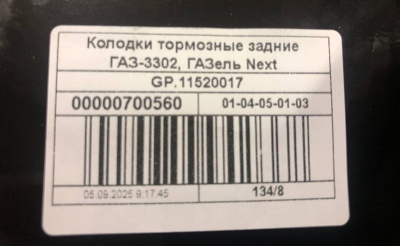 Колодки тормозные задние
ГАЗ-3302, ГАЗель Next
GP.11520017
00000700560 01-04-05-01-03
05.09.2025 9:17:45 134/8